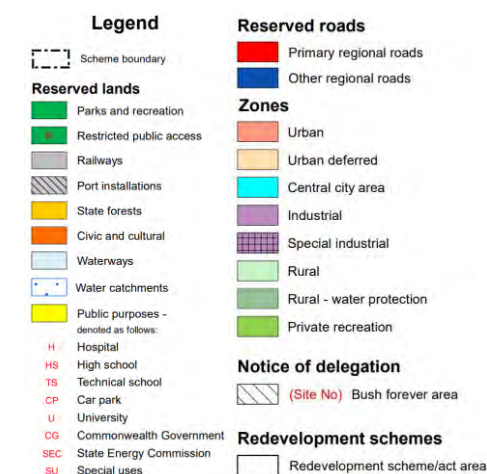 Legend
Scheme boundary
Reserved lands
Parks and recreation
R Restricted public access
Railways
Port installations
State forests
Civic and cultural
Waterways
Water catchments
Public purposes -
denoted as follows:
H Hospital
HS High school
TS Technical school
CP Car park
U University
CG Commonwealth Government
SEC State Energy Commission
SU Special uses
Reserved roads
Primary regional roads
Other regional roads
Zones
Urban
Urban deferred
Central city area
Industrial
Special industrial
Rural
Rural - water protection
Private recreation
Notice of delegation
(Site No) Bush forever area
Redevelopment schemes
Redevelopment scheme/act area